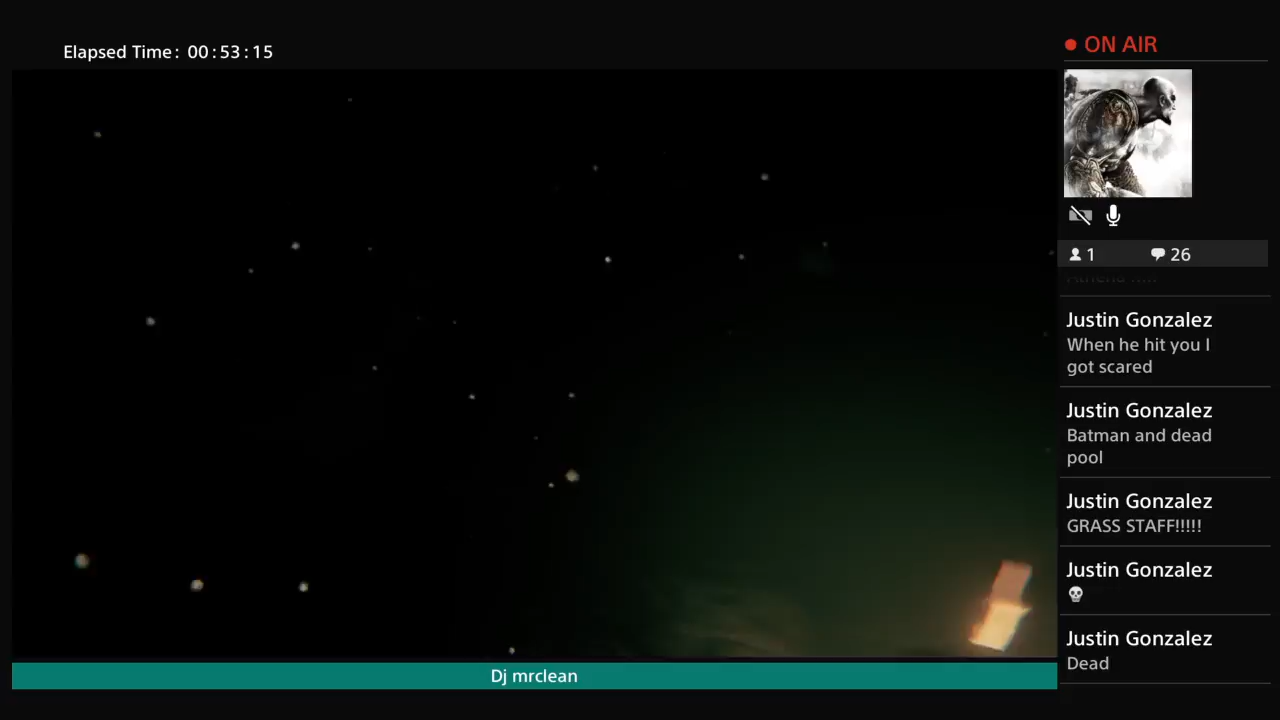 Elapsed Time: 00:53:15
ON AIR
1
26
Justin Gonzalez
When he hit you I
got scared
Justin Gonzalez
Batman and dead
pool
Justin Gonzalez
GRASS STAFF!!!!!
Justin Gonzalez
💀
Justin Gonzalez
Dead
Dj mrclean